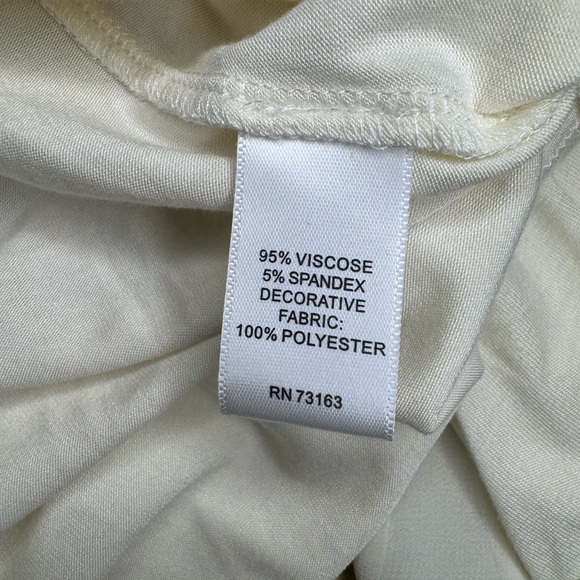 95% VISCOSE
5% SPANDEX
DECORATIVE
FABRIC:
100% POLYESTER
RN 73163